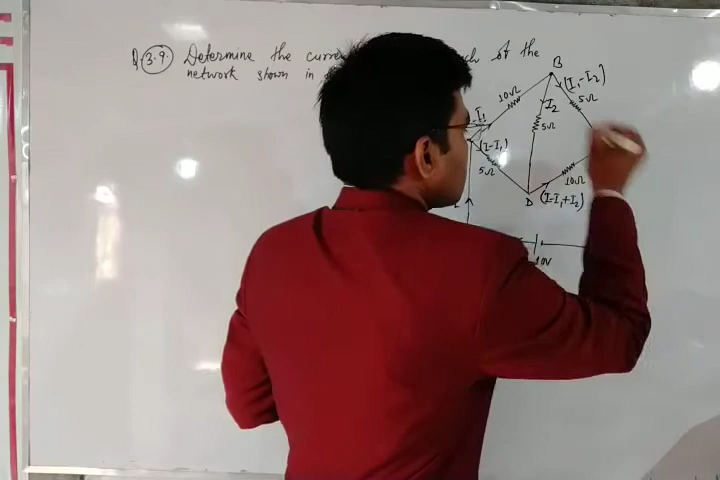 Q.3.9. Determine the of the
network shown in
B
10Ω
(I₁-I₂)
5Ω
I₁
I₂
5Ω
(I-I₁)
5Ω
10Ω
D
(I-I₁+I₂)
I
10V